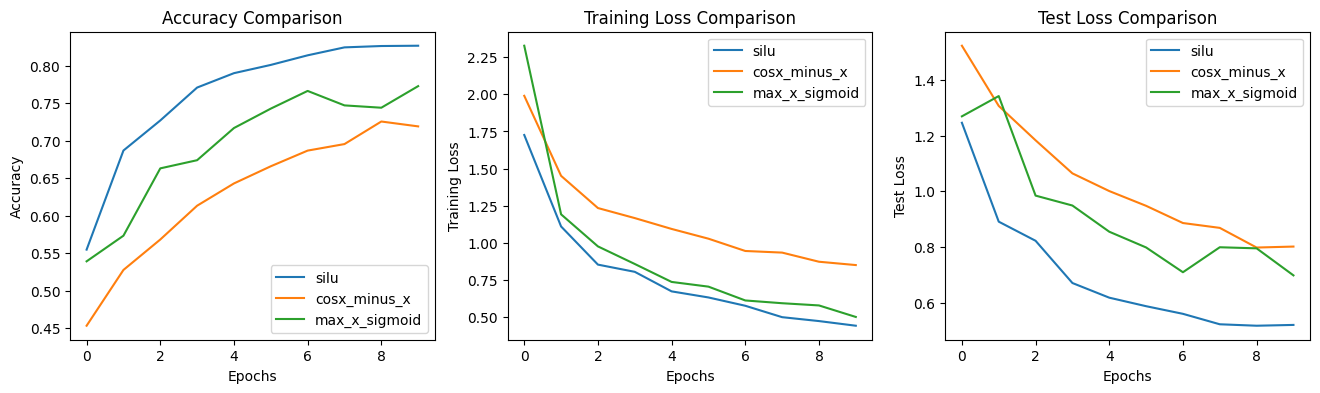 Accuracy Comparison
Accuracy
0.80
0.75
0.70
0.65
0.60
0.55
0.50
0.45
0 2 4 6 8
Epochs
silu
cosx_minus_x
max_x_sigmoid
Training Loss Comparison
Training Loss
2.25
2.00
1.75
1.50
1.25
1.00
0.75
0.50
0 2 4 6 8
Epochs
silu
cosx_minus_x
max_x_sigmoid
Test Loss Comparison
Test Loss
1.4
1.2
1.0
0.8
0.6
0 2 4 6 8
Epochs
silu
cosx_minus_x
max_x_sigmoid